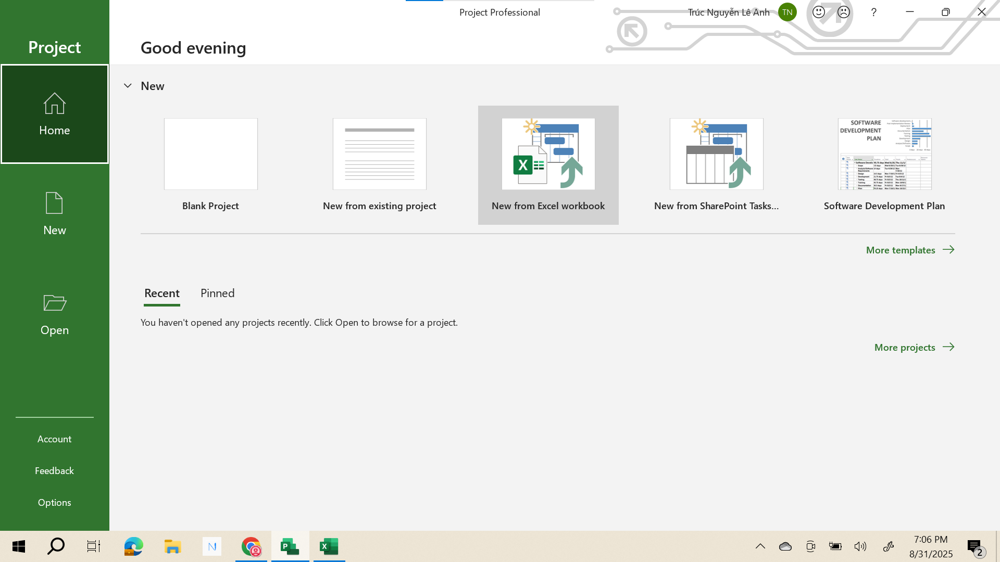 Project Professional
Trúc Nguyễn Lê Anh
TN
Project
Good evening
Home
New
Open
Account
Feedback
Options
New
Blank Project
New from existing project
New from Excel workbook
New from SharePoint Tasks...
SOFTWARE
DEVELOPMENT
PLAN
Software Development Plan
More templates
Recent
Pinned
You haven't opened any projects recently. Click Open to browse for a project.
More projects
7:06 PM
8/31/2025
2